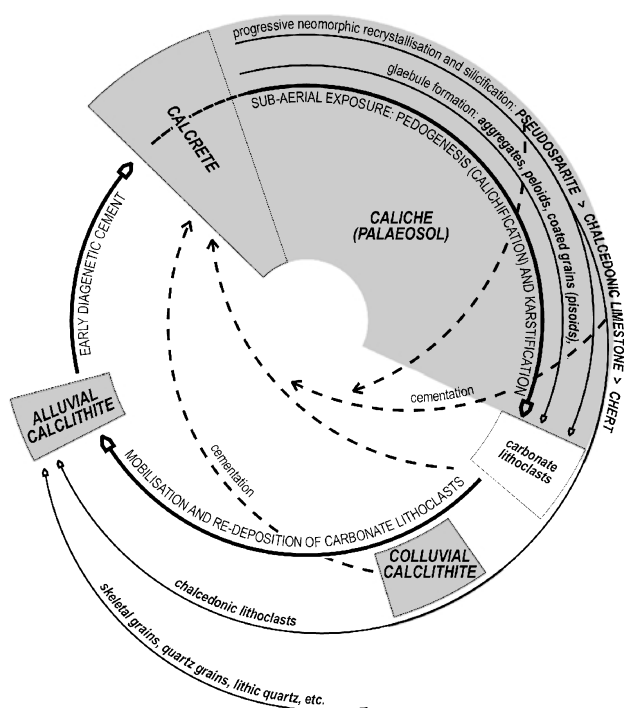 progressive neomorphic recrystallisation and silcification: PSEUDOSPARITE > CHALCEDONIC LIMESTONE > CHERT
glaebule formation: aggregates, peloids, coated grains (pisoids),
SUB-AERIAL EXPOSURE: PEDOGENESIS (CALICHIFICATION) AND KARSTIFICATION
CALCRETE
CALICHE
(PALAEOSOL)
EARLY DIAGENETIC CEMENT
cementation
ALLUVIAL
CALCLITHITE
carbonate
lithoclasts
cementation
MOBILISATION AND RE-DEPOSITION OF CARBONATE LITHOCLASTS
COLLUVIAL
CALCLITHITE
chalcedonic lithoclasts
skeletal grains, quartz grains, lithic quartz, etc.